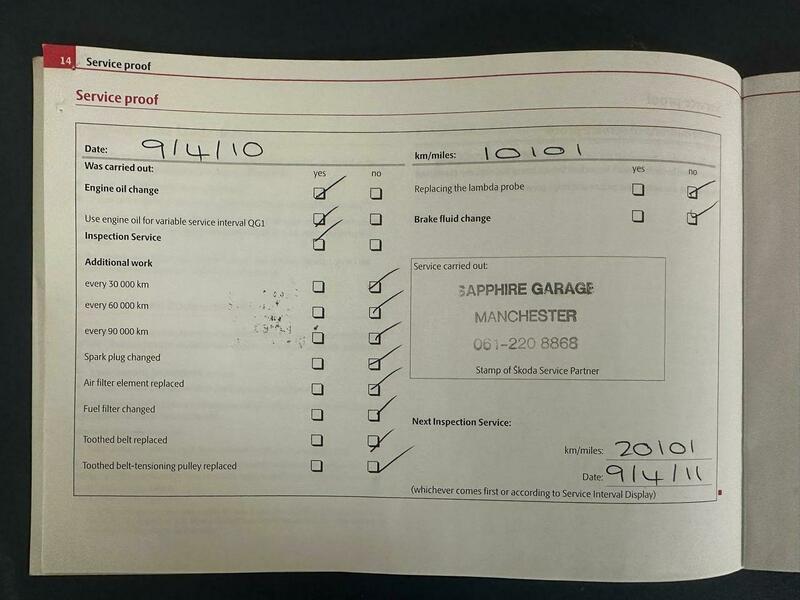 14 Service proof
Service proof
Date: 9/4/10
km/miles: 10101
Was carried out: yes no
Engine oil change
Use engine oil for variable service interval QG1
Inspection Service
Additional work
every 30 000 km
every 60 000 km
every 90 000 km
Spark plug changed
Air filter element replaced
Fuel filter changed
Toothed belt replaced
Toothed belt-tensioning pulley replaced
yes no
Replacing the lambda probe
Brake fluid change
Service carried out:
SAPPHIRE GARAGE
MANCHESTER
061-220 8868
Stamp of Škoda Service Partner
Next Inspection Service:
km/miles: 20101
Date: 9/4/11
(whichever comes first or according to Service Interval Display)